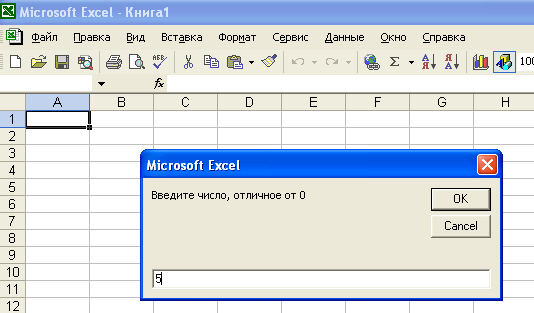 Microsoft Excel - Книга1
Файл Правка Вид Вставка Формат Сервис Данные Окно Справка
Σ 100
fx
A B C D E F G H
1
2
3
4
5
6
7
8
9
10
11
12
Microsoft Excel
Введите число, отличное от 0
OK
Cancel
5